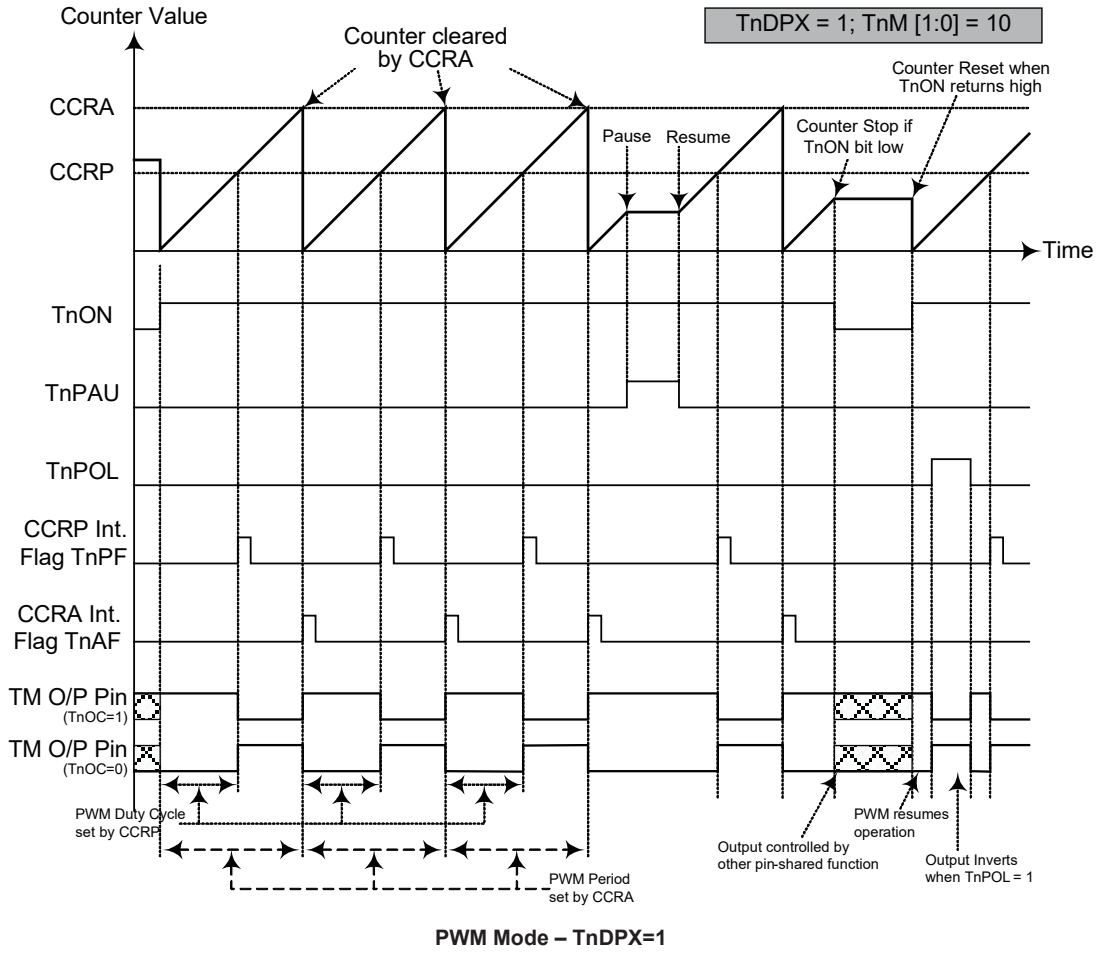 Counter Value
TnDPX = 1; TnM [1:0] = 10
Counter cleared
by CCRA
Counter Reset when
TnON returns high
CCRA
Pause
Resume
Counter Stop if
TnON bit low
CCRP
Time
TnON
TnPAU
TnPOL
CCRP Int.
Flag TnPF
CCRA Int.
Flag TnAF
TM O/P Pin
(TnOC=1)
TM O/P Pin
(TnOC=0)
PWM Duty Cycle
set by CCRP
PWM resumes
operation
Output controlled by
other pin-shared function
Output Inverts
when TnPOL = 1
PWM Period
set by CCRA
PWM Mode – TnDPX=1